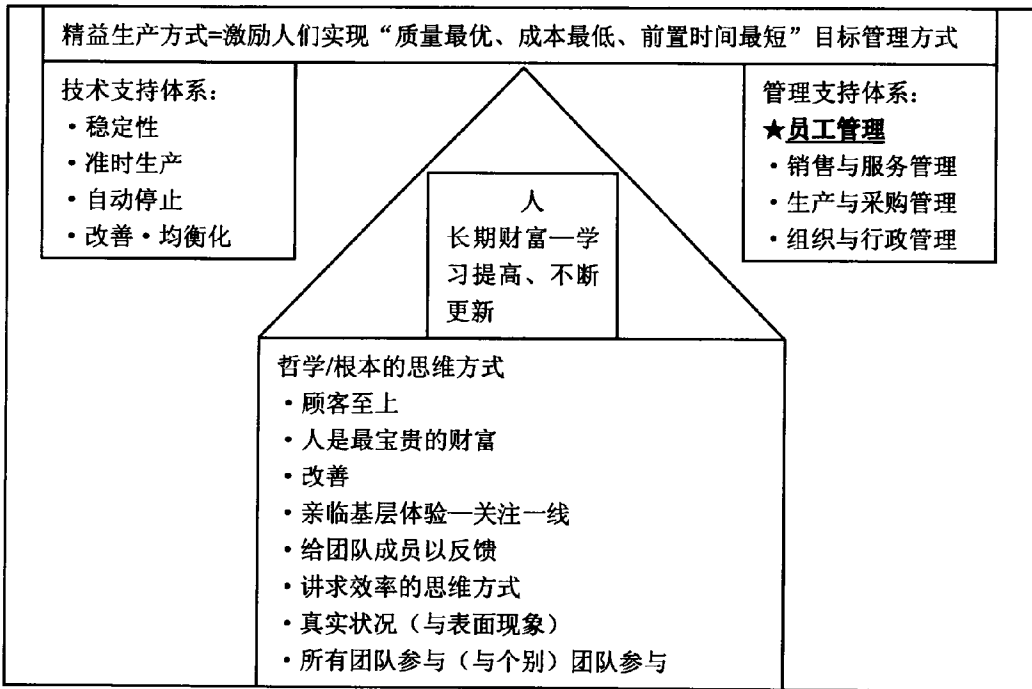 精益生产方式=激励人们实现“质量最优、成本最低、前置时间最短”目标管理方式
技术支持体系：
·稳定性
·准时生产
·自动停止
·改善·均衡化
管理支持体系：
★员工管理
·销售与服务管理
·生产与采购管理
·组织与行政管理
人
长期财富—学
习提高、不断
更新
哲学/根本的思维方式
·顾客至上
·人是最宝贵的财富
·改善
·亲临基层体验—关注一线
·给团队成员以反馈
·讲求效率的思维方式
·真实状况（与表面现象）
·所有团队参与（与个别）团队参与